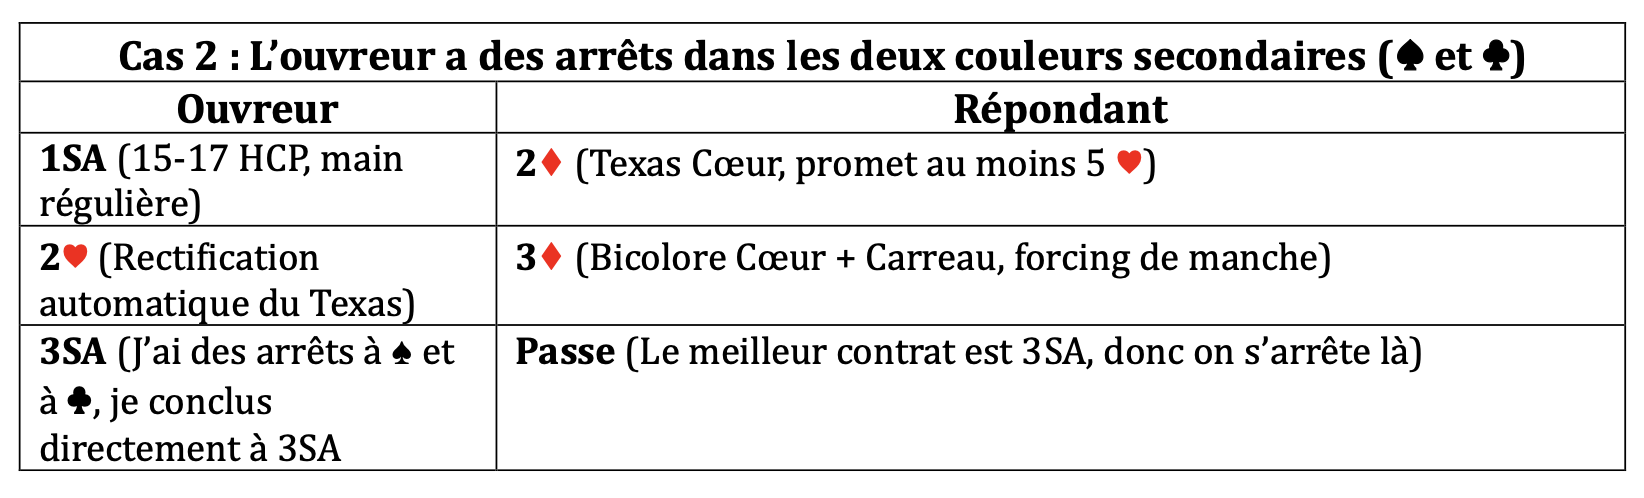 Cas 2 : L’ouvreur a des arrêts dans les deux couleurs secondaires (♠ et ♣)
Ouvreur
Répondant
1SA (15-17 HCP, main
régulière)
2♦ (Texas Cœur, promet au moins 5 ♥)
2♥ (Rectification
automatique du Texas)
3♦ (Bicolore Cœur + Carreau, forcing de manche)
3SA (J’ai des arrêts à ♠ et
à ♣, je conclus
directement à 3SA
Passe (Le meilleur contrat est 3SA, donc on s’arrête là)